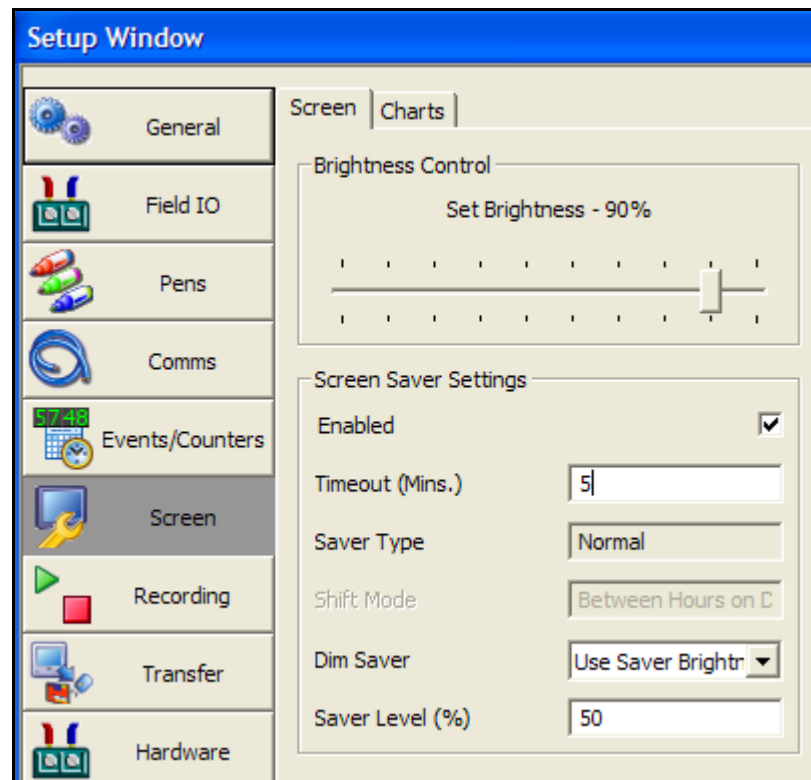 Setup Window
General
Field IO
Pens
Comms
57.48
Events/Counters
Screen
Recording
Transfer
Hardware
Screen
Charts
Brightness Control
Set Brightness - 90%
Screen Saver Settings
Enabled
Timeout (Mins.) 5
Saver Type Normal
Shift Mode Between Hours on D
Dim Saver Use Saver Brightn
Saver Level (%) 50